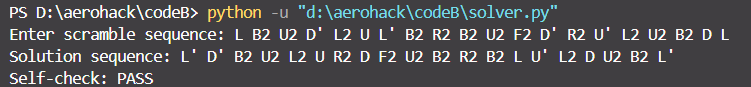 PS D:\aerohack\codeB> python -u "d:\aerohack\codeB\solver.py"
Enter scramble sequence: L B2 U2 D' L2 U L' B2 R2 B2 U2 F2 D' R2 U' L2 U2 B2 D L
Solution sequence: L' D' B2 U2 L2 U R2 D F2 U2 B2 R2 B2 L U' L2 D U2 B2 L'
Self-check: PASS